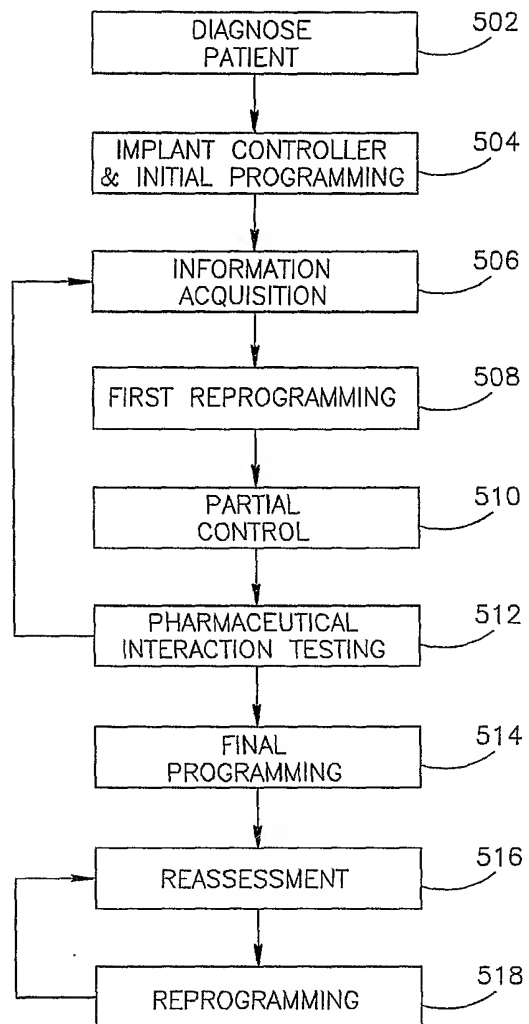 DIAGNOSE
PATIENT
502
IMPLANT CONTROLLER
& INITIAL PROGRAMMING
504
INFORMATION
ACQUISITION
506
FIRST REPROGRAMMING
508
PARTIAL
CONTROL
510
PHARMACEUTICAL
INTERACTION TESTING
512
FINAL
PROGRAMMING
514
REASSESSMENT
516
REPROGRAMMING
518